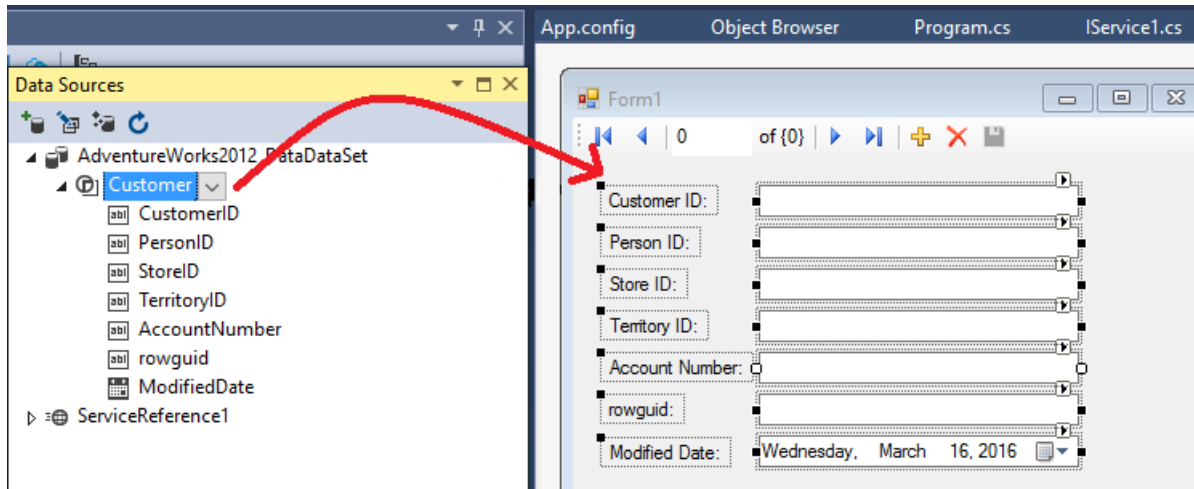 App.config Object Browser Program.cs IService1.cs
Data Sources
AdventureWorks2012_DataDataSet
Customer
CustomerID
PersonID
StoreID
TerritoryID
AccountNumber
rowguid
ModifiedDate
ServiceReference1
Form1
0 of {0}
Customer ID:
Person ID:
Store ID:
Territory ID:
Account Number:
rowguid:
Modified Date: Wednesday, March 16, 2016